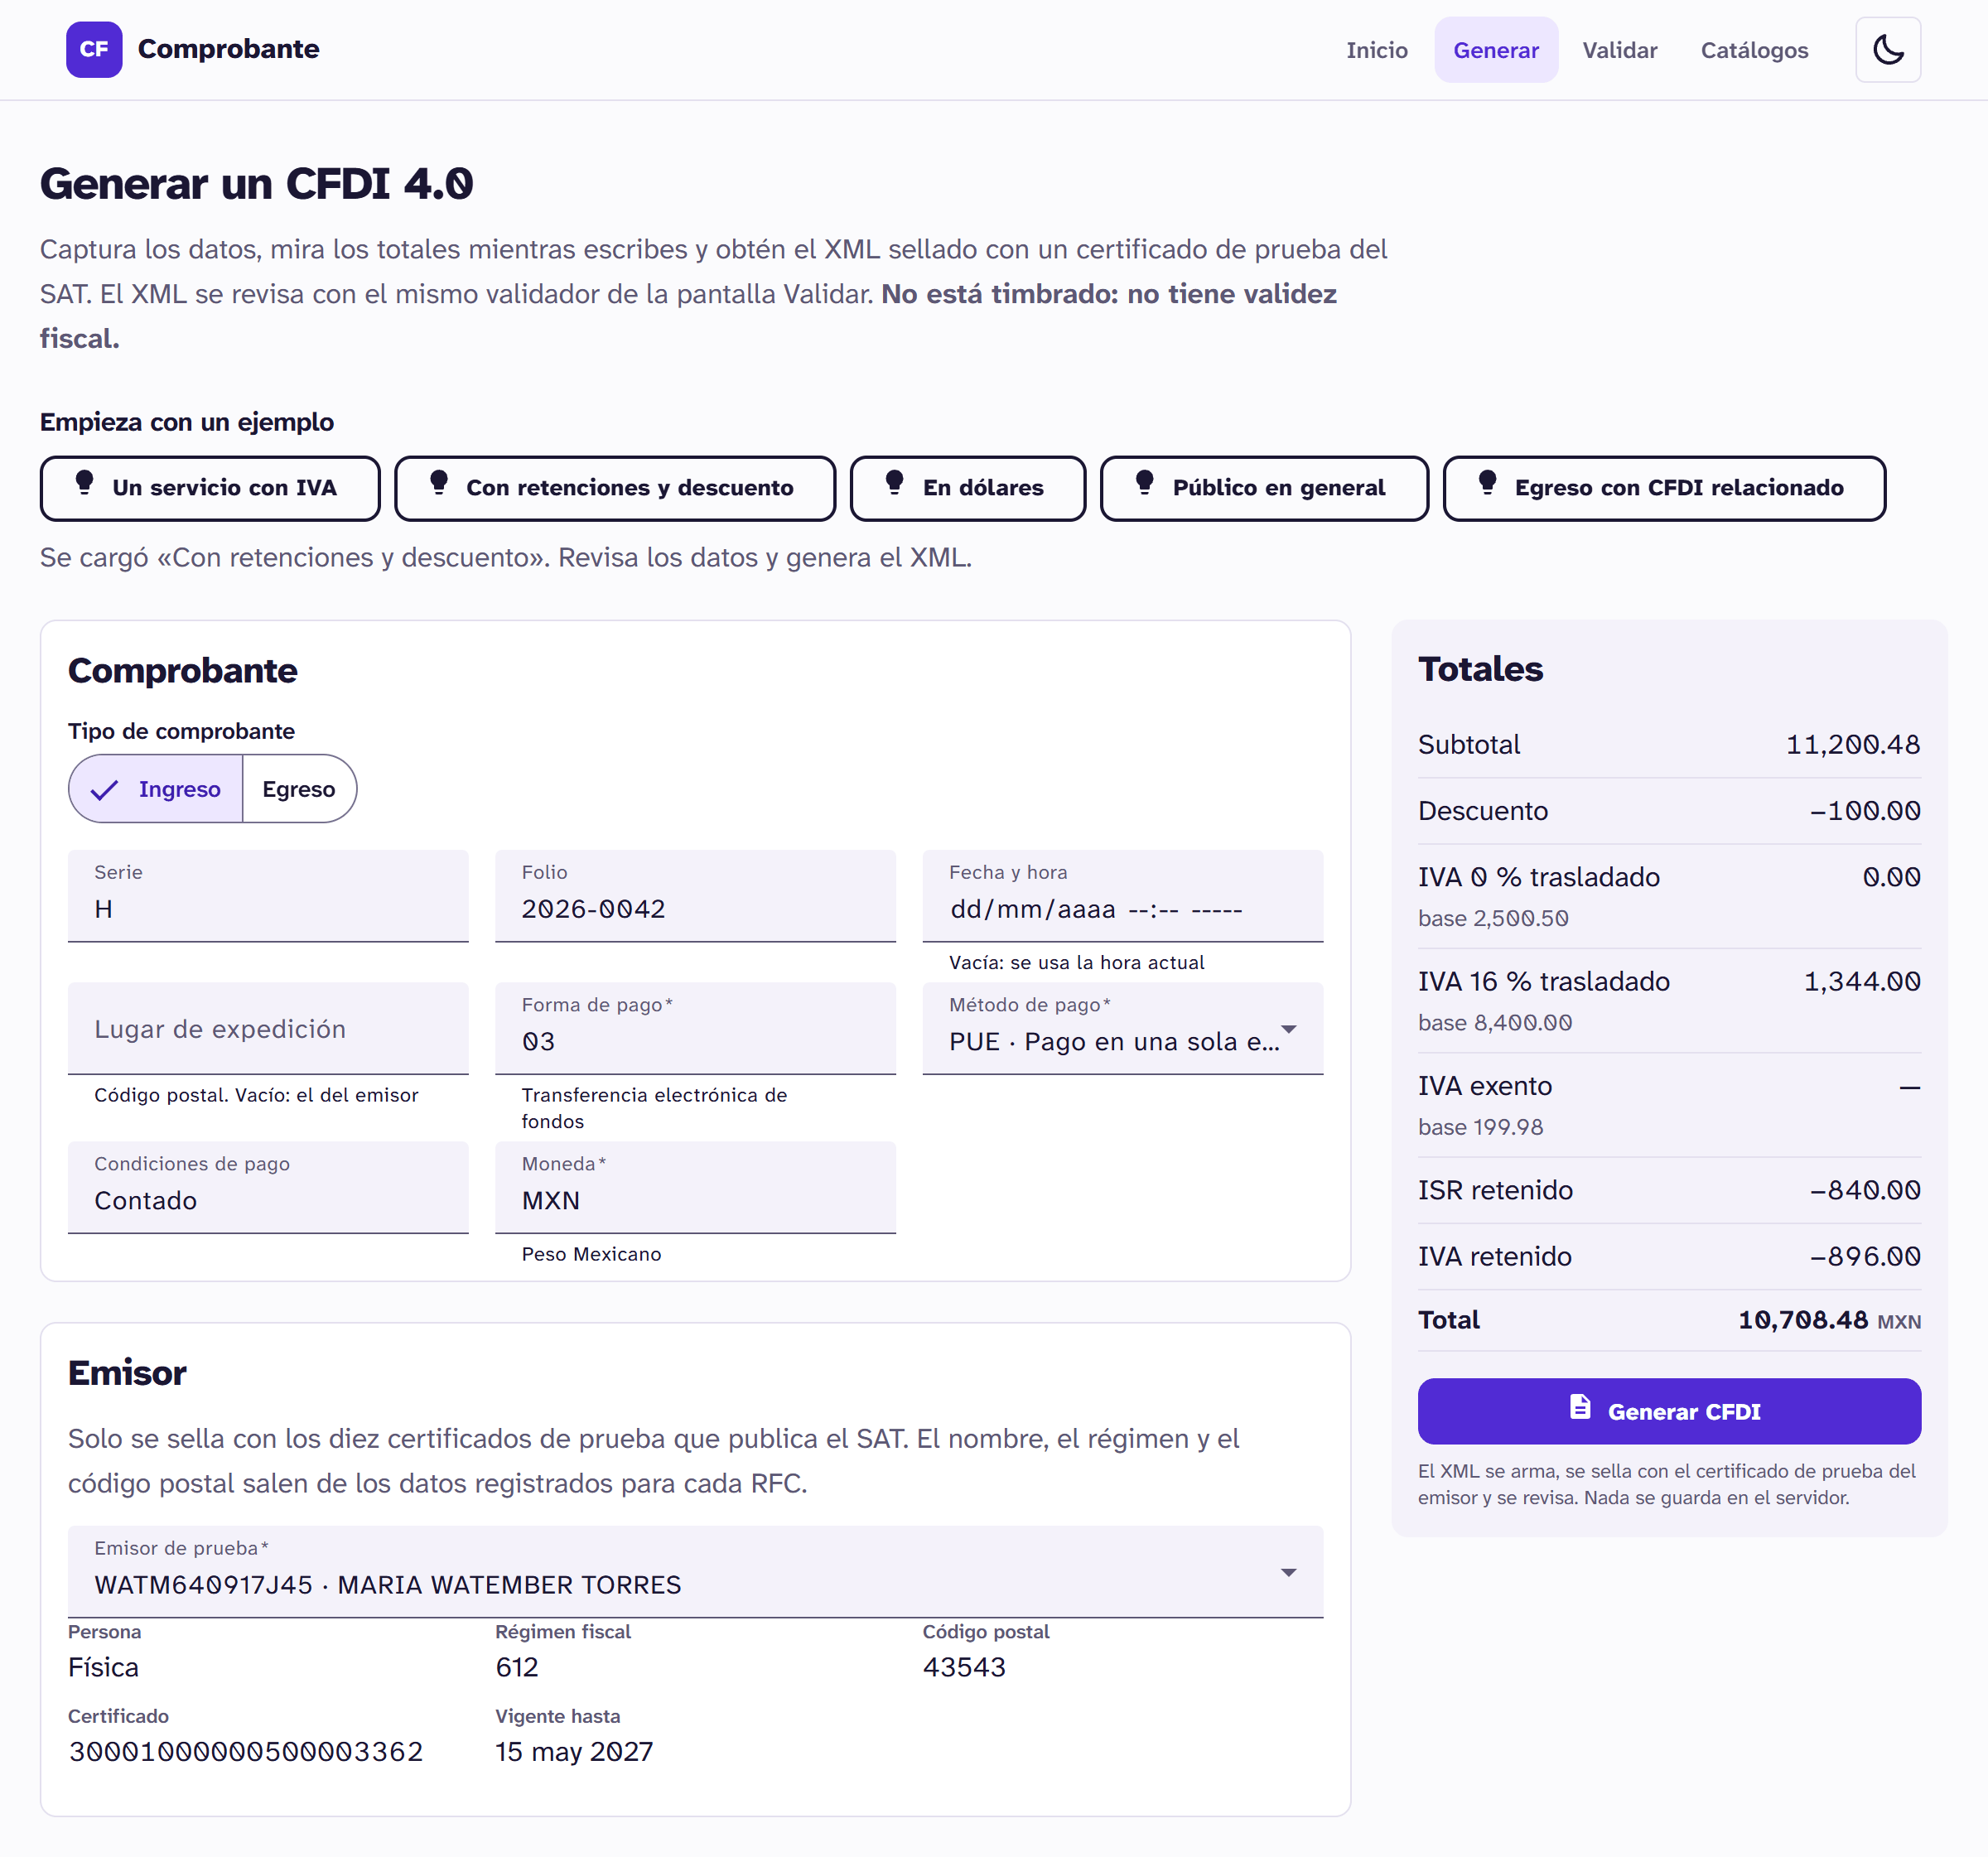 CF Comprobante
Inicio Generar Validar Catálogos
Generar un CFDI 4.0
Captura los datos, mira los totales mientras escribes y obtén el XML sellado con un certificado de prueba del
SAT. El XML se revisa con el mismo validador de la pantalla Validar. No está timbrado: no tiene validez
fiscal.
Empieza con un ejemplo
Un servicio con IVA
Con retenciones y descuento
En dólares
Público en general
Egreso con CFDI relacionado
Se cargó «Con retenciones y descuento». Revisa los datos y genera el XML.
Comprobante
Tipo de comprobante
Ingreso Egreso
Serie
H
Folio
2026-0042
Fecha y hora
dd/mm/aaaa --:-- -----
Vacía: se usa la hora actual
Lugar de expedición
Código postal. Vacío: el del emisor
Forma de pago*
03
Transferencia electrónica de
fondos
Método de pago*
PUE · Pago en una sola e...
Condiciones de pago
Contado
Moneda*
MXN
Peso Mexicano
Emisor
Solo se sella con los diez certificados de prueba que publica el SAT. El nombre, el régimen y el
código postal salen de los datos registrados para cada RFC.
Emisor de prueba*
WATM640917J45 · MARIA WATEMBER TORRES
Persona
Física
Régimen fiscal
612
Código postal
43543
Certificado
30001000000500003362
Vigente hasta
15 may 2027
Totales
Subtotal 11,200.48
Descuento −100.00
IVA 0 % trasladado 0.00
base 2,500.50
IVA 16 % trasladado 1,344.00
base 8,400.00
IVA exento —
base 199.98
ISR retenido −840.00
IVA retenido −896.00
Total 10,708.48 MXN
Generar CFDI
El XML se arma, se sella con el certificado de prueba del
emisor y se revisa. Nada se guarda en el servidor.